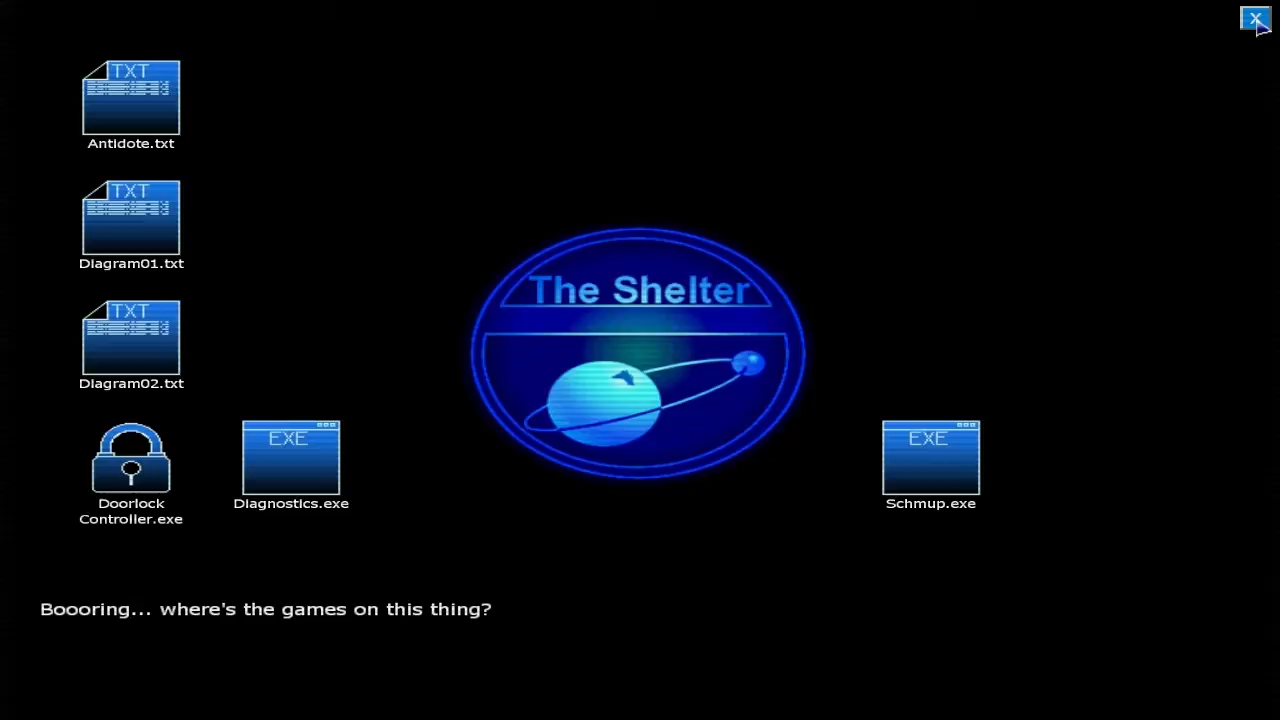 X
TXT
Antidote.txt
TXT
Diagram01.txt
TXT
Diagram02.txt
The Shelter
Doorlock
Controller.exe
EXE
Diagnostics.exe
EXE
Schmup.exe
Boooring... where's the games on this thing?